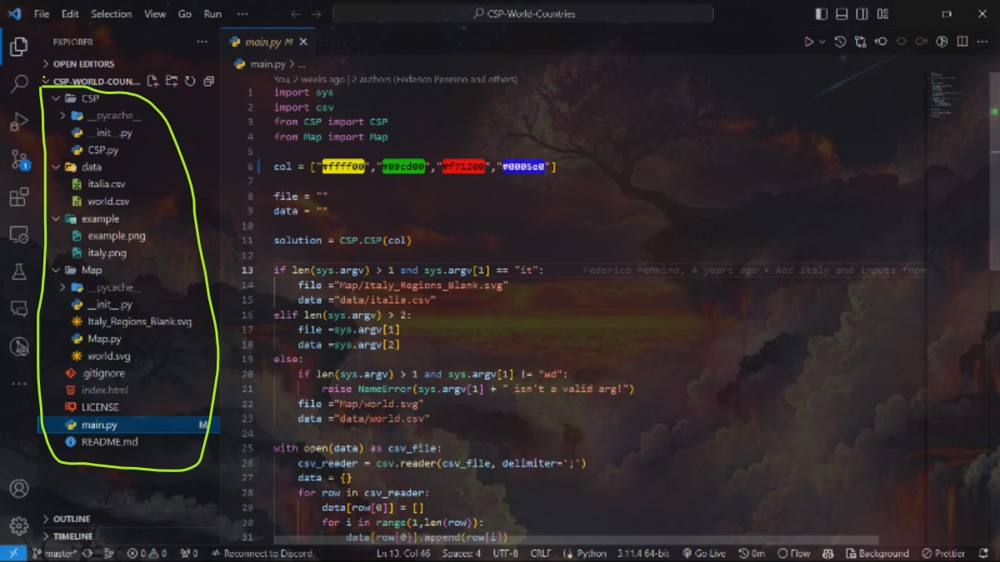 File Edit Selection View Go Run ···
CSP-World-Countries
EXPLORER ···
OPEN EDITORS
CSP-WORLD-COUN...
CSP
__pycache__
__init__.py
CSP.py
data
italia.csv
world.csv
example
example.png
italy.png
Map
__pycache__
__init__.py
Italy_Regions_Blank.svg
Map.py
world.svg
.gitignore
index.html
LICENSE
main.py M
README.md
OUTLINE
TIMELINE
1
main.py M
main.py > ...
You, 2 weeks ago | 2 authors (Federico Pennino and others)
1 import sys
2 import csv
3 from CSP import CSP
4 from Map import Map
5
6 col = ["#ffff00","#09cd00","#f71200","#0005e0"]
7
8 file = ""
9 data = ""
10
11 solution = CSP.CSP(col)
12
13 if len(sys.argv) > 1 and sys.argv[1] == "it": Federico Pennino, 4 years ago • Add Italy and inputs from
14 file ="Map/Italy_Regions_Blank.svg"
15 data ="data/italia.csv"
16 elif len(sys.argv) > 2:
17 file =sys.argv[1]
18 data =sys.argv[2]
19 else:
20 if len(sys.argv) > 1 and sys.argv[1] != "wd":
21 raise NameError(sys.argv[1] + " isn't a valid arg!")
22 file ="Map/world.svg"
23 data ="data/world.csv"
24
25 with open(data) as csv_file:
26 csv_reader = csv.reader(csv_file, delimiter=';')
27 data = {}
28 for row in csv_reader:
29 data[row[0]] = []
30 for i in range(1,len(row)):
31 data[row[0]].append(row[i])
master* 0 0 0 Reconnect to Discord Ln 13, Col 46 Spaces: 4 UTF-8 CRLF Python 3.11.4 64-bit Go Live 0m Flow Background Prettier